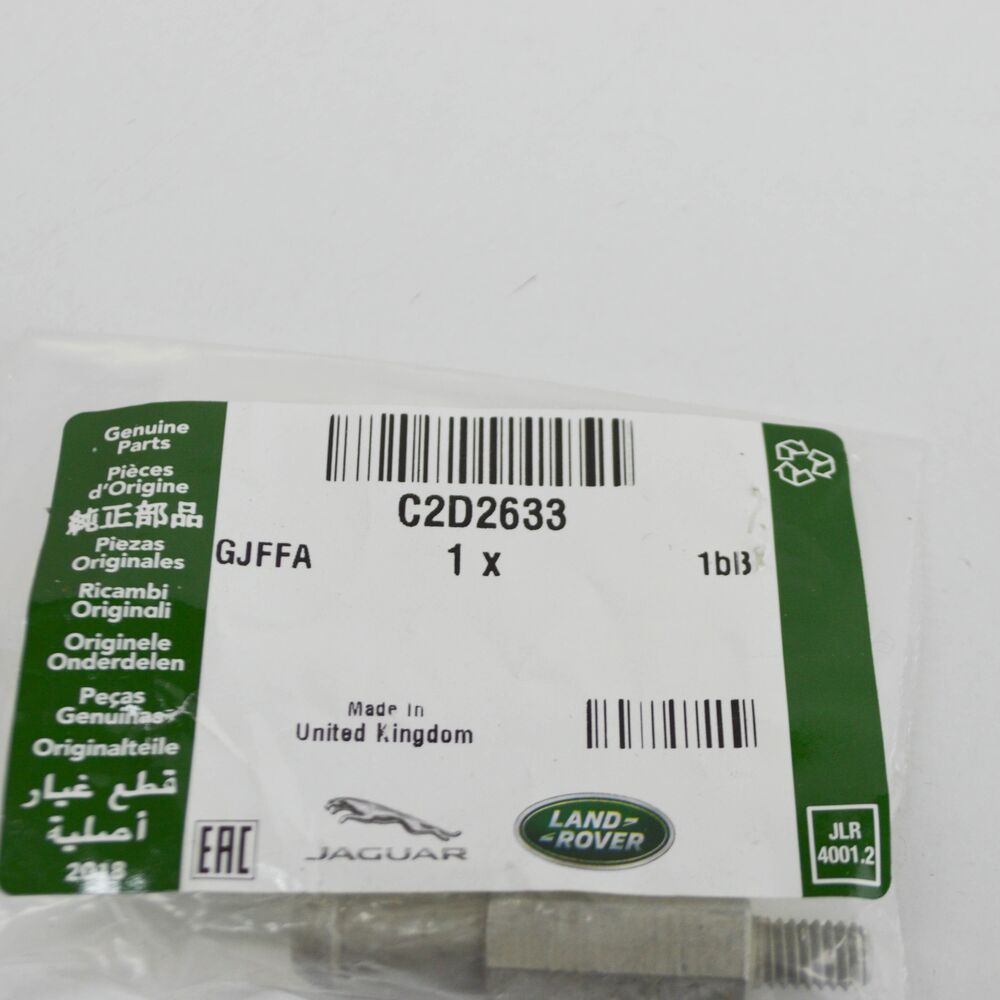 Genuine
Parts
Pièces
d'Origine
純正部品
Piezas
Originales
Ricambi
Originali
Originele
Onderdelen
Peças
Genuínas
Originalteile
قطع غيار
أصلية
2018
C2D2633
GJFFA
1 x
1bB
Made In
United Kingdom
EAC
JAGUAR
LAND-
-ROVER
JLR
4001.2